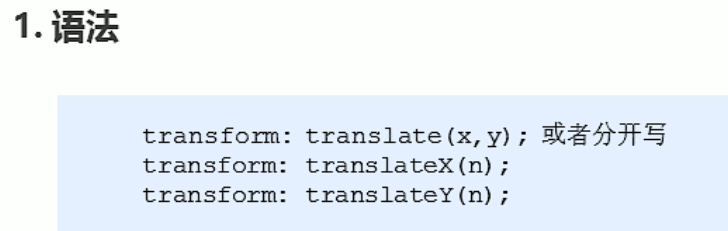 1. 语法
transform: translate(x,y); 或者分开写
transform: translateX(n);
transform: translateY(n);